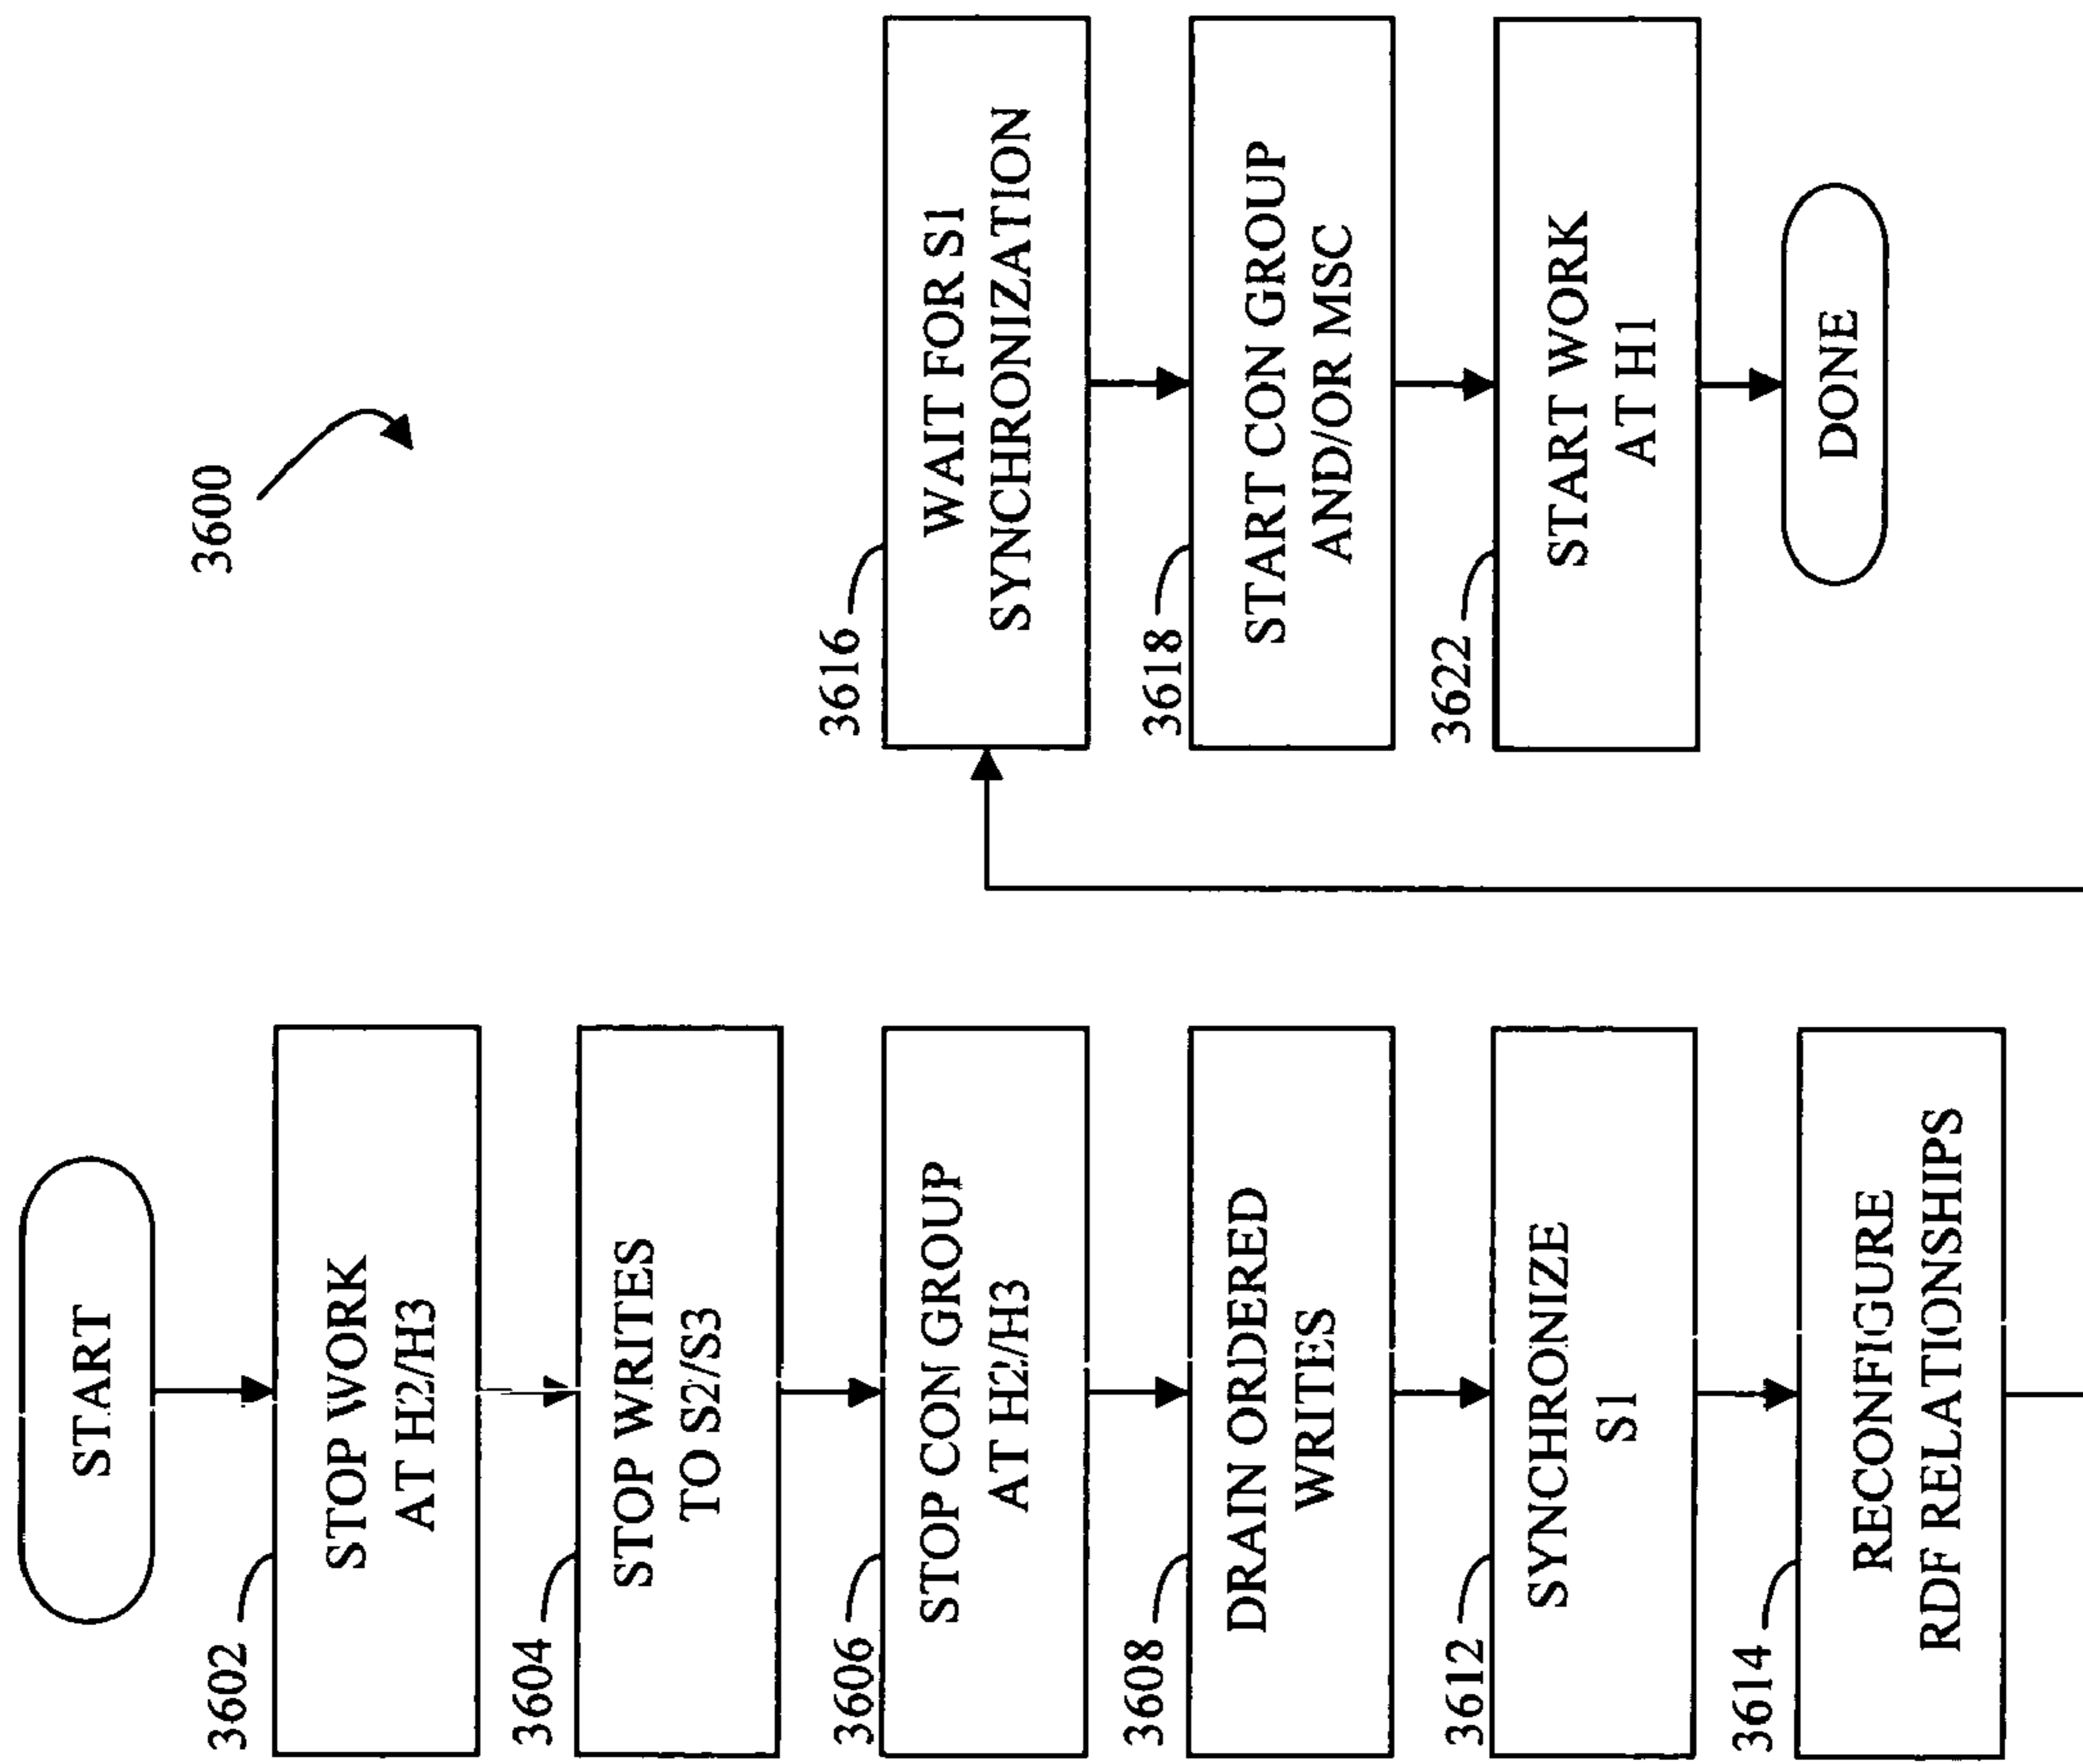 3600
START
3602
STOP WORK
AT H2/H3
3604
STOP WRITES
TO S2/S3
3606
STOP CON GROUP
AT H2/H3
3608
DRAIN ORDERED
WRITES
3612
SYNCHRONIZE
S1
3614
RECONFIGURE
RDF RELATIONSHIPS
3616
WAIT FOR S1
SYNCHRONIZATION
3618
START CON GROUP
AND/OR MSC
3622
START WORK
AT H1
DONE